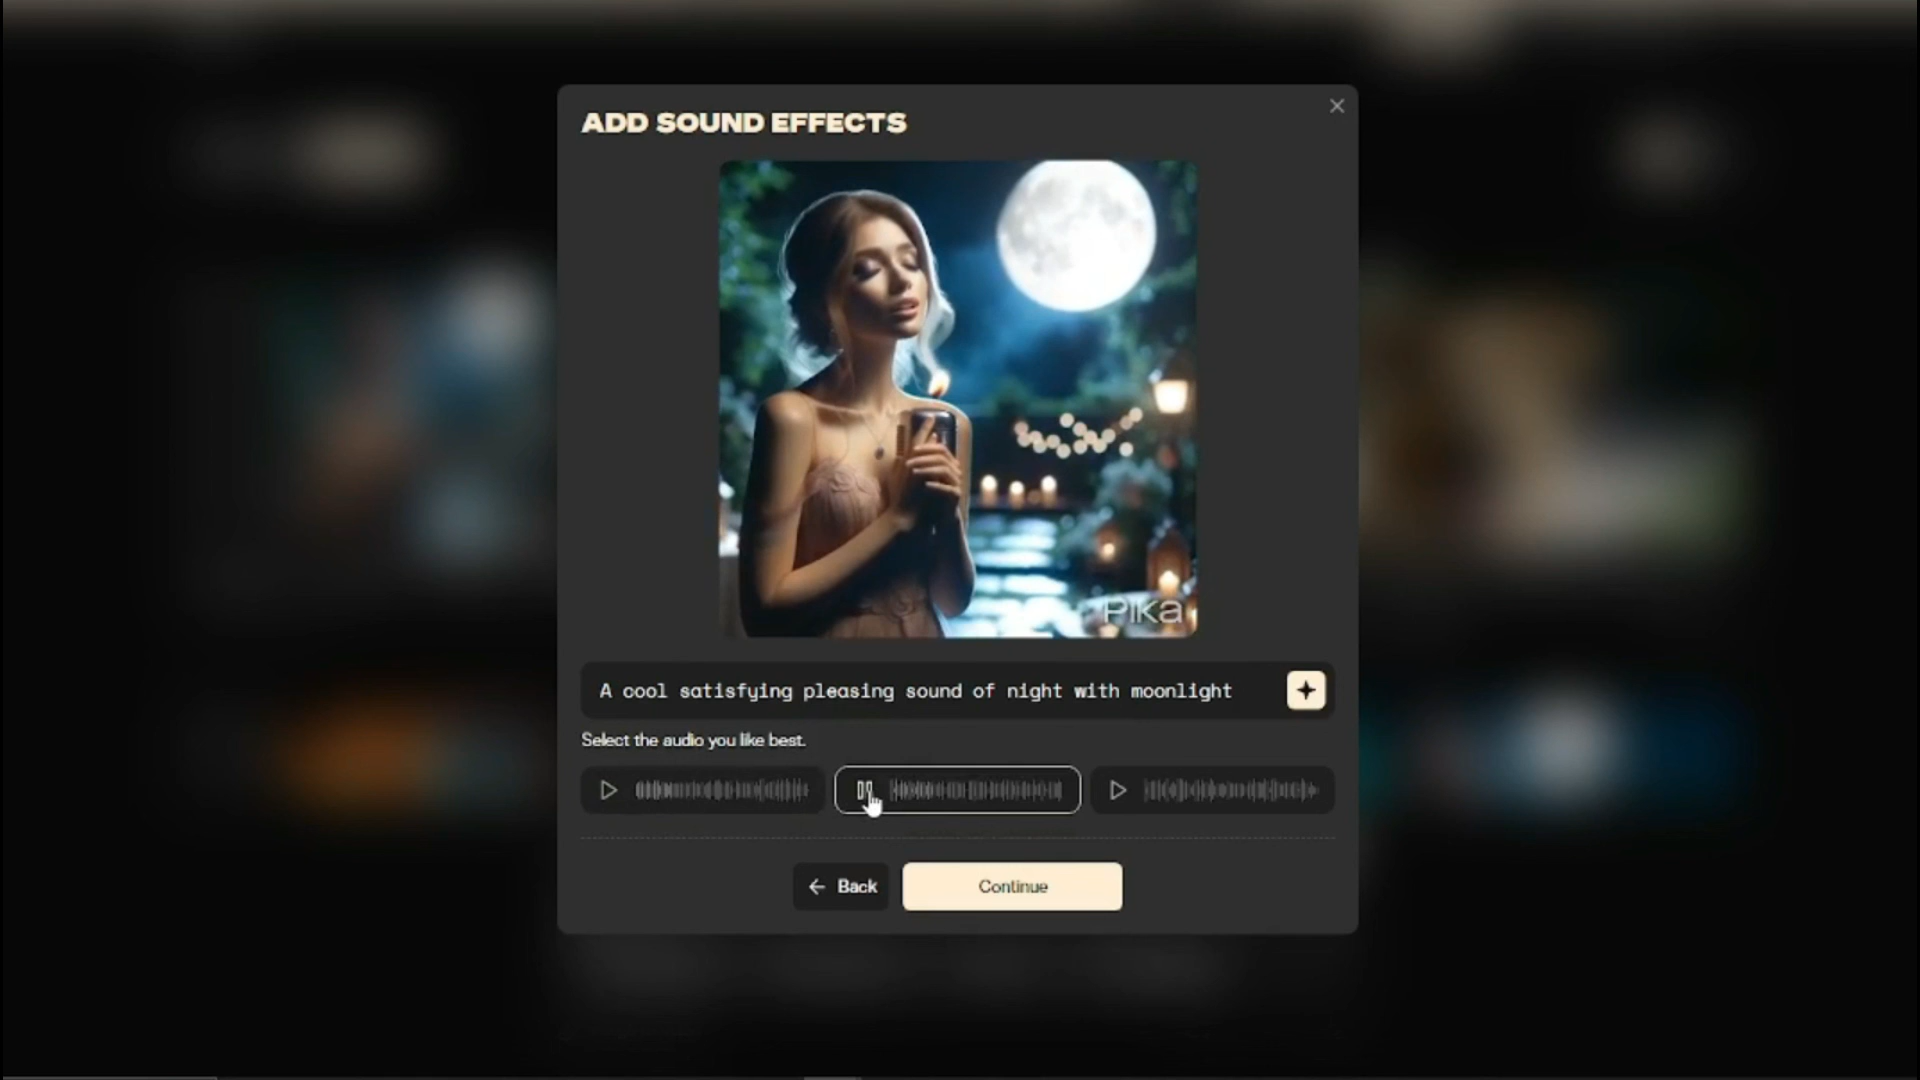 ADD SOUND EFFECTS
PIKa
A cool satisfying pleasing sound of night with moonlight
Select the audio you like best.
Back
Continue